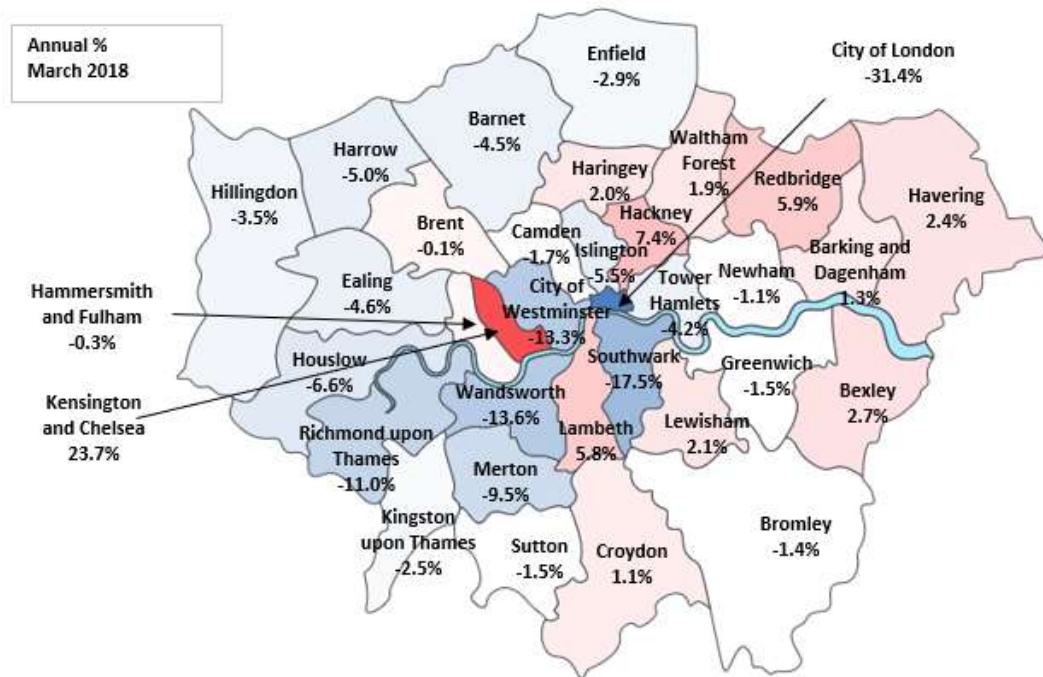 Annual %
March 2018
Enfield
-2.9%
City of London
-31.4%
Barnet
-4.5%
Harrow
-5.0%
Hillingdon
-3.5%
Haringey
2.0%
Waltham
Forest
1.9%
Redbridge
5.9%
Havering
2.4%
Brent
-0.1%
Camden
-1.7%
Islington
-5.5%
Hackney
7.4%
Barking and
Dagenham
1.3%
Newham
-1.1%
Tower
Hamlets
-4.2%
Ealing
-4.6%
City of
Westminster
-13.3%
Hammersmith
and Fulham
-0.3%
Kensington
and Chelsea
23.7%
Houslow
-6.6%
Wandsworth
-13.6%
Southwark
-17.5%
Greenwich
-1.5%
Bexley
2.7%
Richmond upon
Thames
-11.0%
Lambeth
5.8%
Lewisham
2.1%
Merton
-9.5%
Kingston
upon Thames
-2.5%
Sutton
-1.5%
Croydon
1.1%
Bromley
-1.4%